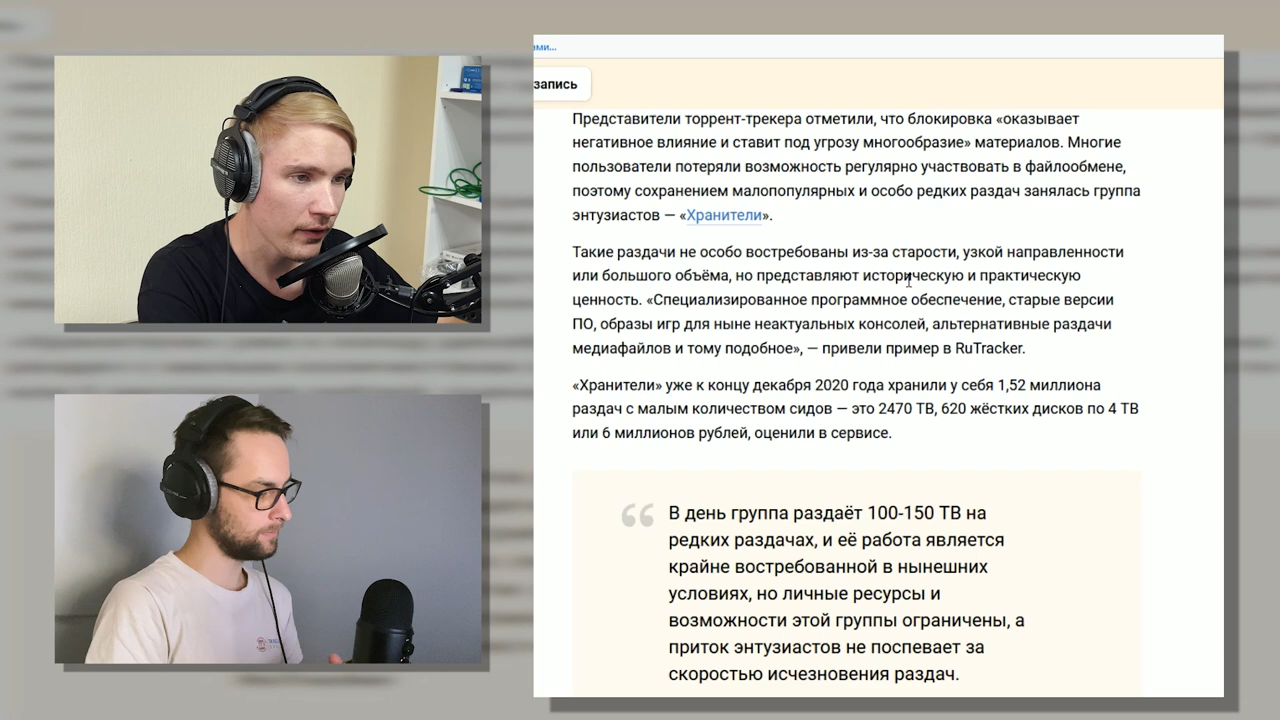 ями...
запись
Представители торрент-трекера отметили, что блокировка «оказывает
негативное влияние и ставит под угрозу многообразие» материалов. Многие
пользователи потеряли возможность регулярно участвовать в файлообмене,
поэтому сохранением малопопулярных и особо редких раздач занялась группа
энтузиастов — «Хранители».
Такие раздачи не особо востребованы из-за старости, узкой направленности
или большого объёма, но представляют историческую и практическую
ценность. «Специализированное программное обеспечение, старые версии
ПО, образы игр для ныне неактуальных консолей, альтернативные раздачи
медиафайлов и тому подобное», — привели пример в RuTracker.
«Хранители» уже к концу декабря 2020 года хранили у себя 1,52 миллиона
раздач с малым количеством сидов — это 2470 ТВ, 620 жёстких дисков по 4 ТВ
или 6 миллионов рублей, оценили в сервисе.
В день группа раздаёт 100-150 ТВ на
редких раздачах, и её работа является
крайне востребованной в нынешних
условиях, но личные ресурсы и
возможности этой группы ограничены, а
приток энтузиастов не поспевает за
скоростью исчезновения раздач.